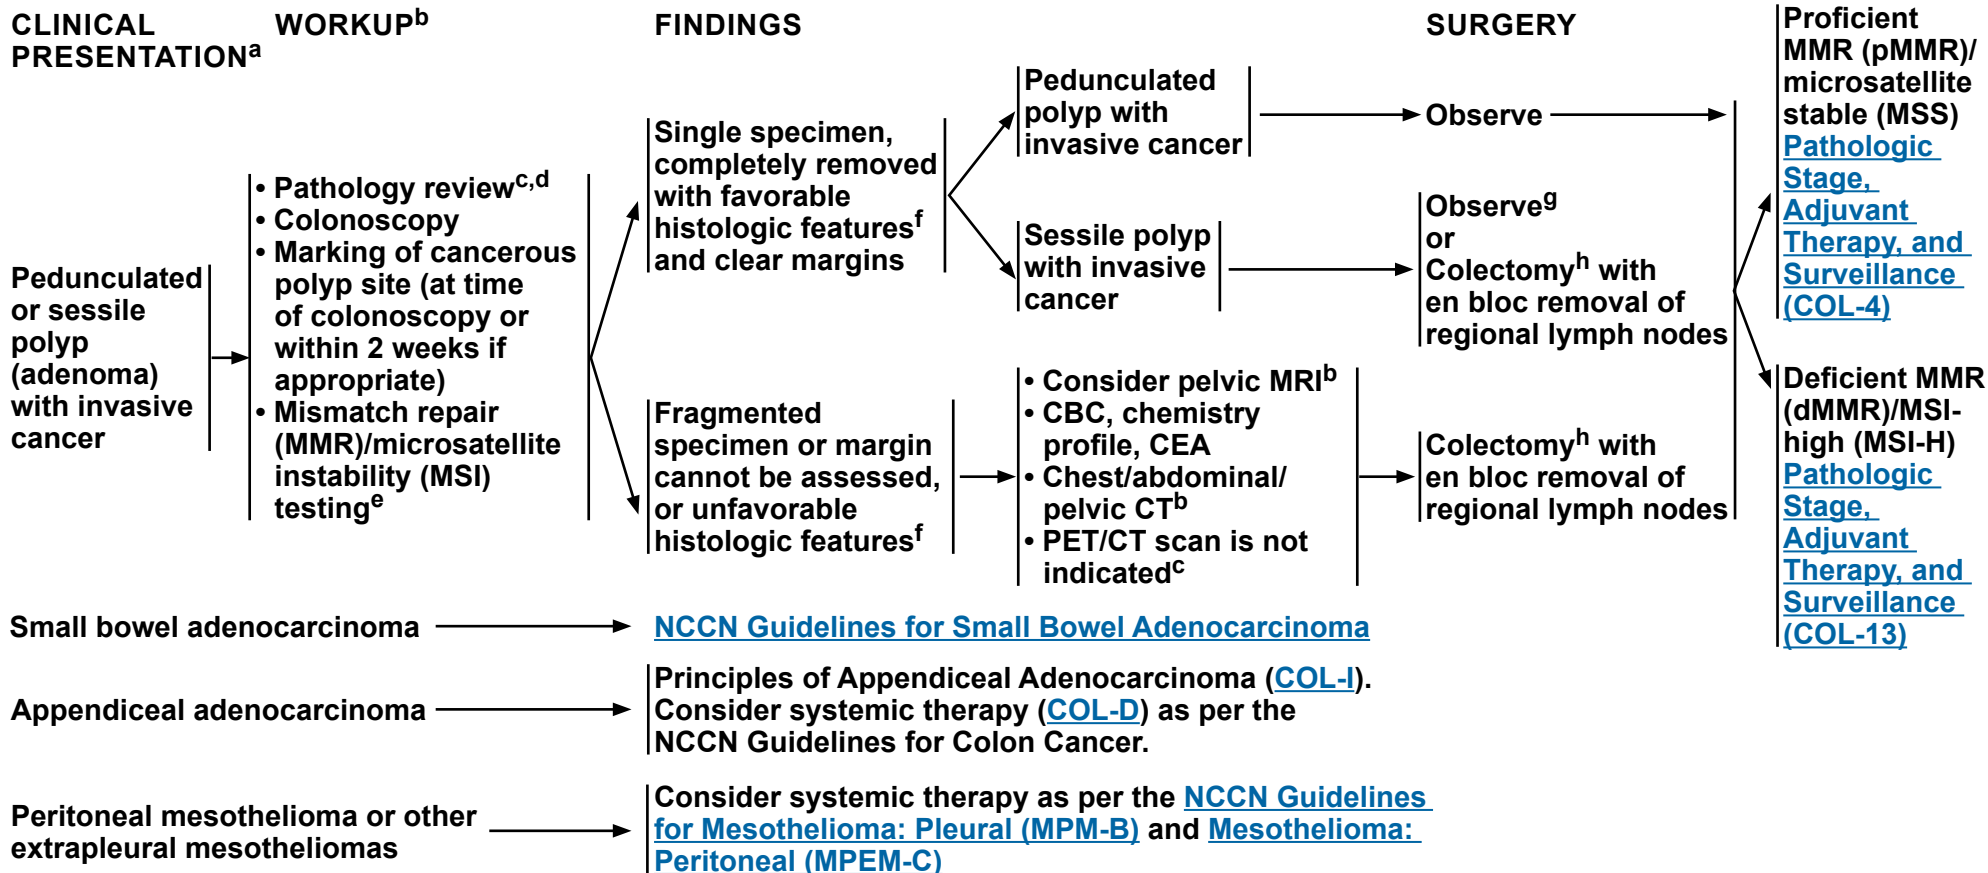 CLINICAL
PRESENTATIONa
WORKUPb
FINDINGS
SURGERY
Pedunculated
or sessile
polyp
(adenoma)
with invasive
cancer
• Pathology reviewc,d
• Colonoscopy
• Marking of cancerous
polyp site (at time
of colonoscopy or
within 2 weeks if
appropriate)
• Mismatch repair
(MMR)/microsatellite
instability (MSI)
testinge
Single specimen,
completely removed
with favorable
histologic featuresf
and clear margins
Pedunculated
polyp with
invasive cancer
Observe
Sessile polyp
with invasive
cancer
Observeg
or
Colectomyh with
en bloc removal of
regional lymph nodes
Fragmented
specimen or margin
cannot be assessed,
or unfavorable
histologic featuresf
• Consider pelvic MRIb
• CBC, chemistry
profile, CEA
• Chest/abdominal/
pelvic CTb
• PET/CT scan is not
indicatedc
Colectomyh with
en bloc removal of
regional lymph nodes
Proficient
MMR (pMMR)/
microsatellite
stable (MSS)
Pathologic
Stage,
Adjuvant
Therapy, and
Surveillance
(COL-4)
Deficient MMR
(dMMR)/MSI-
high (MSI-H)
Pathologic
Stage,
Adjuvant
Therapy, and
Surveillance
(COL-13)
Small bowel adenocarcinoma
NCCN Guidelines for Small Bowel Adenocarcinoma
Appendiceal adenocarcinoma
Principles of Appendiceal Adenocarcinoma (COL-I).
Consider systemic therapy (COL-D) as per the
NCCN Guidelines for Colon Cancer.
Peritoneal mesothelioma or other
extrapleural mesotheliomas
Consider systemic therapy as per the NCCN Guidelines
for Mesothelioma: Pleural (MPM-B) and Mesothelioma:
Peritoneal (MPEM-C)